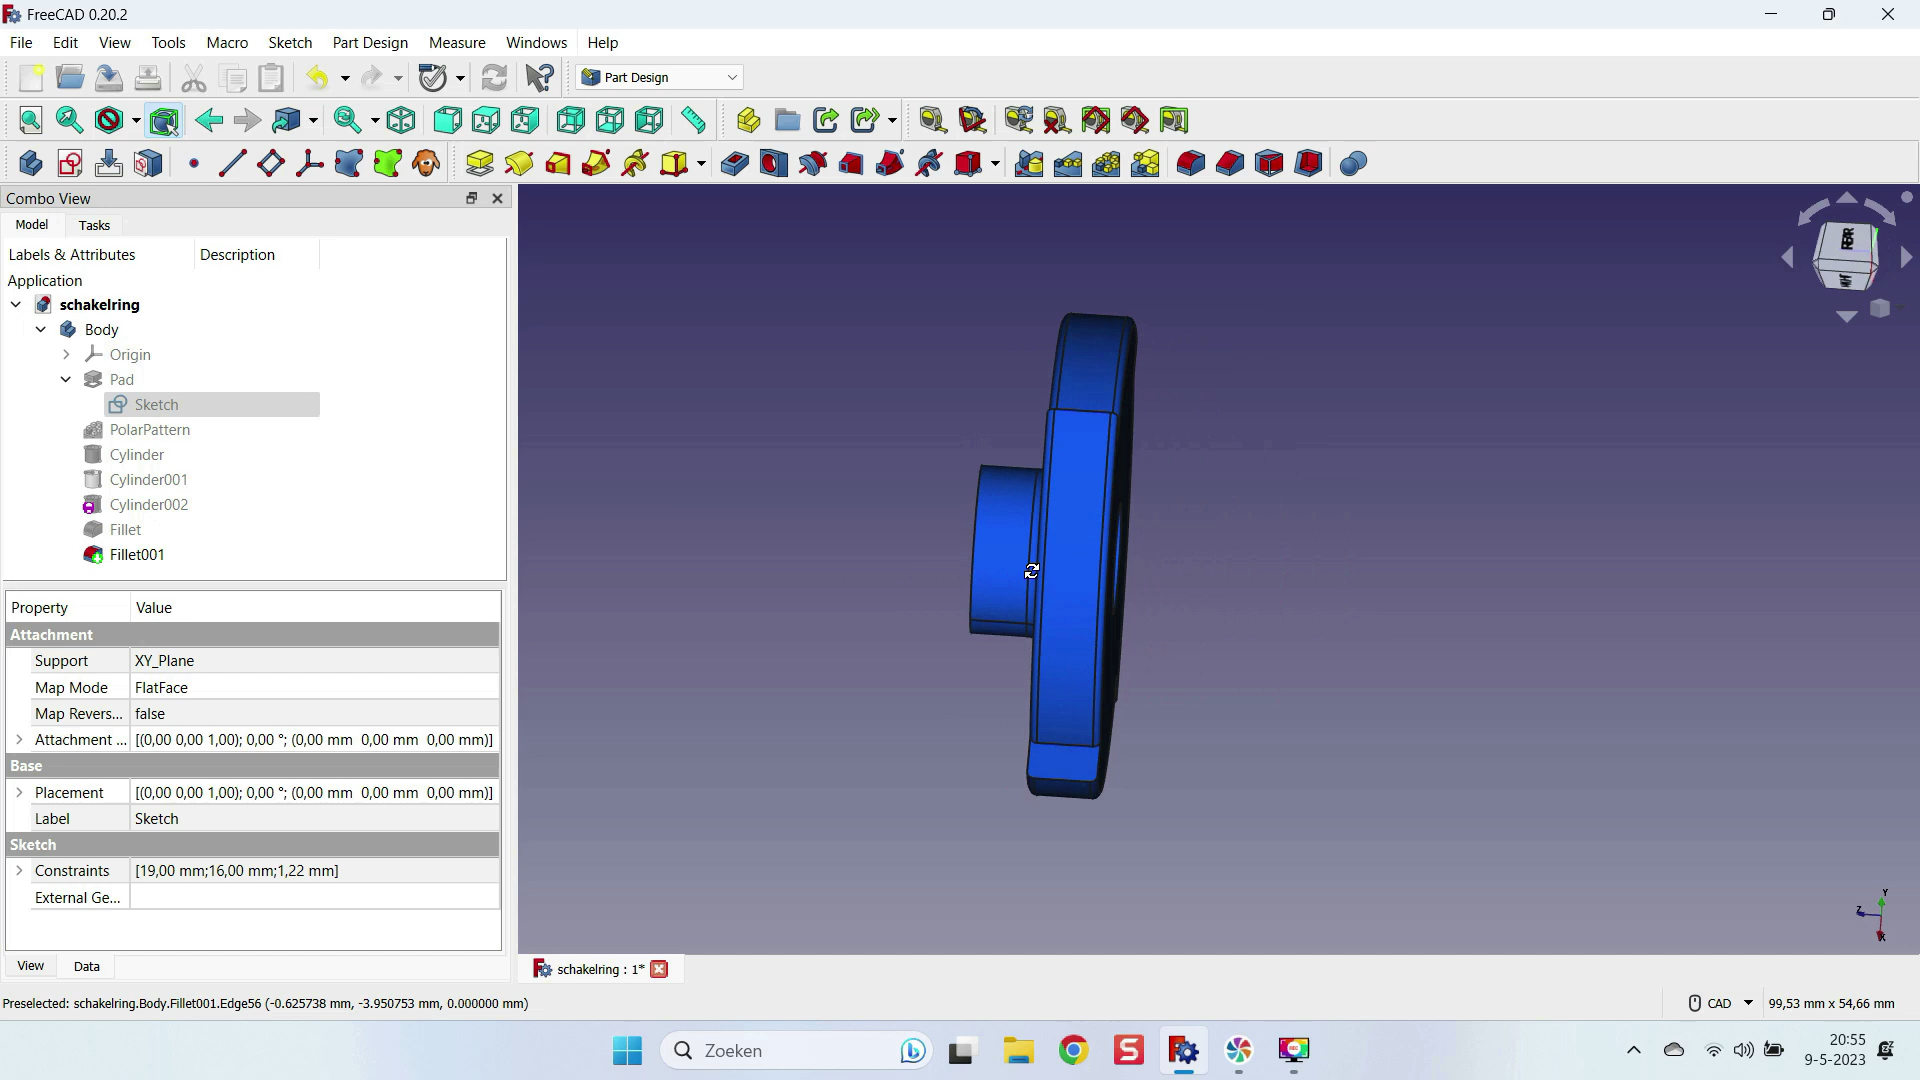 FreeCAD 0.20.2
File Edit View Tools Macro Sketch Part Design Measure Windows Help
Part Design
Combo View
Model Tasks
Labels & Attributes Description
Application
schakelring
Body
Origin
Pad
Sketch
PolarPattern
Cylinder
Cylinder001
Cylinder002
Fillet
Fillet001
Property Value
Attachment
Support XY_Plane
Map Mode FlatFace
Map Revers... false
Attachment ... [(0,00 0,00 1,00); 0,00 °; (0,00 mm 0,00 mm 0,00 mm)]
Base
Placement [(0,00 0,00 1,00); 0,00 °; (0,00 mm 0,00 mm 0,00 mm)]
Label Sketch
Sketch
Constraints [19,00 mm;16,00 mm;1,22 mm]
External Ge...
View Data
Z
Y
X
schakelring : 1*
Preselected: schakelring.Body.Fillet001.Edge56 (-0.625738 mm, -3.950753 mm, 0.000000 mm)
CAD 99,53 mm x 54,66 mm
Zoeken
S
REC
20:55
9-5-2023